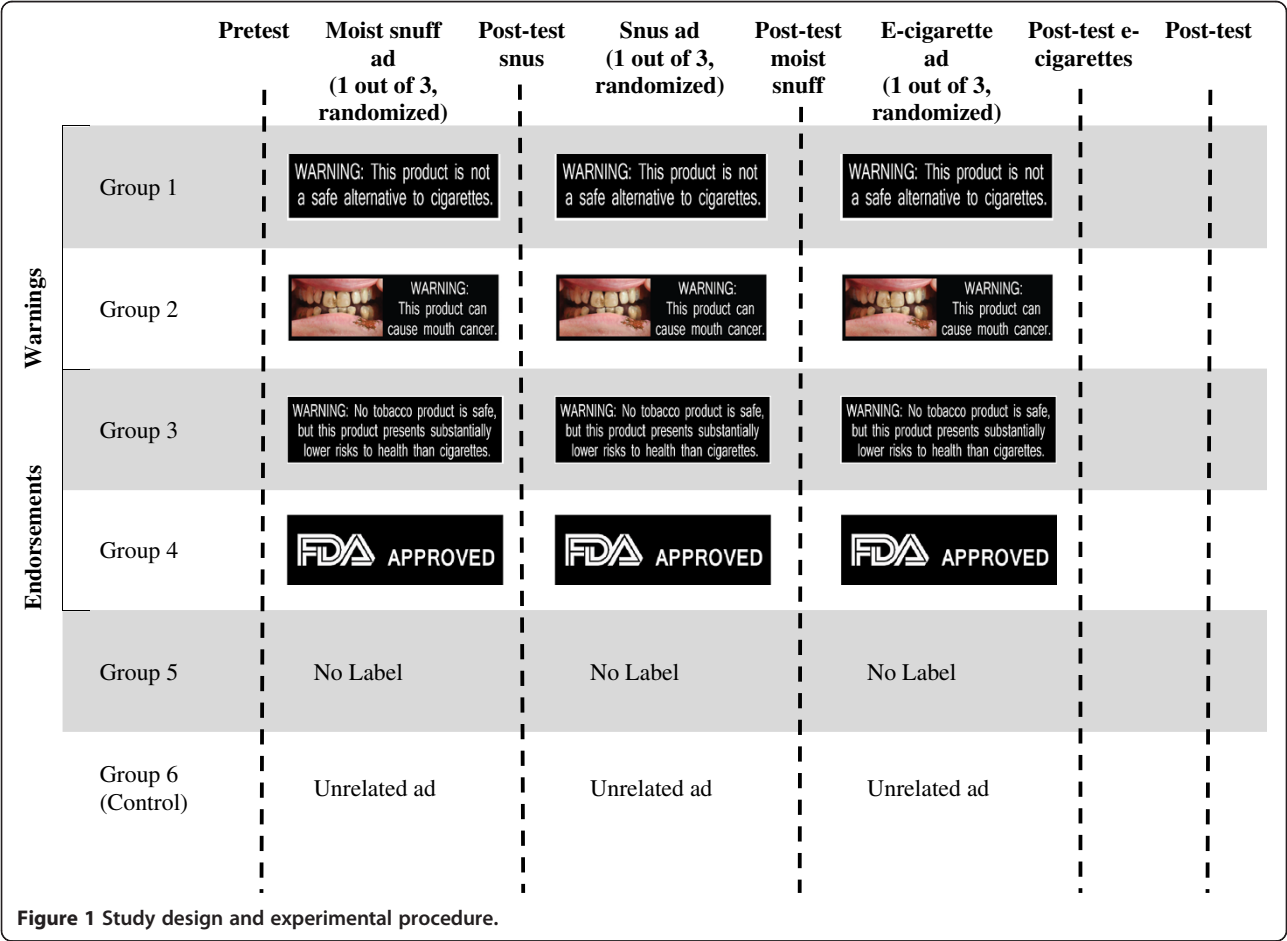 Pretest
Moist snuff
ad
(1 out of 3,
randomized)
Post-test
snus
Snus ad
(1 out of 3,
randomized)
Post-test
moist
snuff
E-cigarette
ad
(1 out of 3,
randomized)
Post-test e-
cigarettes
Post-test
Warnings
Group 1
WARNING: This product is not
a safe alternative to cigarettes.
WARNING: This product is not
a safe alternative to cigarettes.
WARNING: This product is not
a safe alternative to cigarettes.
Group 2
WARNING:
This product can
cause mouth cancer.
WARNING:
This product can
cause mouth cancer.
WARNING:
This product can
cause mouth cancer.
Endorsements
Group 3
WARNING: No tobacco product is safe,
but this product presents substantially
lower risks to health than cigarettes.
WARNING: No tobacco product is safe,
but this product presents substantially
lower risks to health than cigarettes.
WARNING: No tobacco product is safe,
but this product presents substantially
lower risks to health than cigarettes.
Group 4
FDA APPROVED
FDA APPROVED
FDA APPROVED
Group 5
No Label
No Label
No Label
Group 6
(Control)
Unrelated ad
Unrelated ad
Unrelated ad
Figure 1 Study design and experimental procedure.